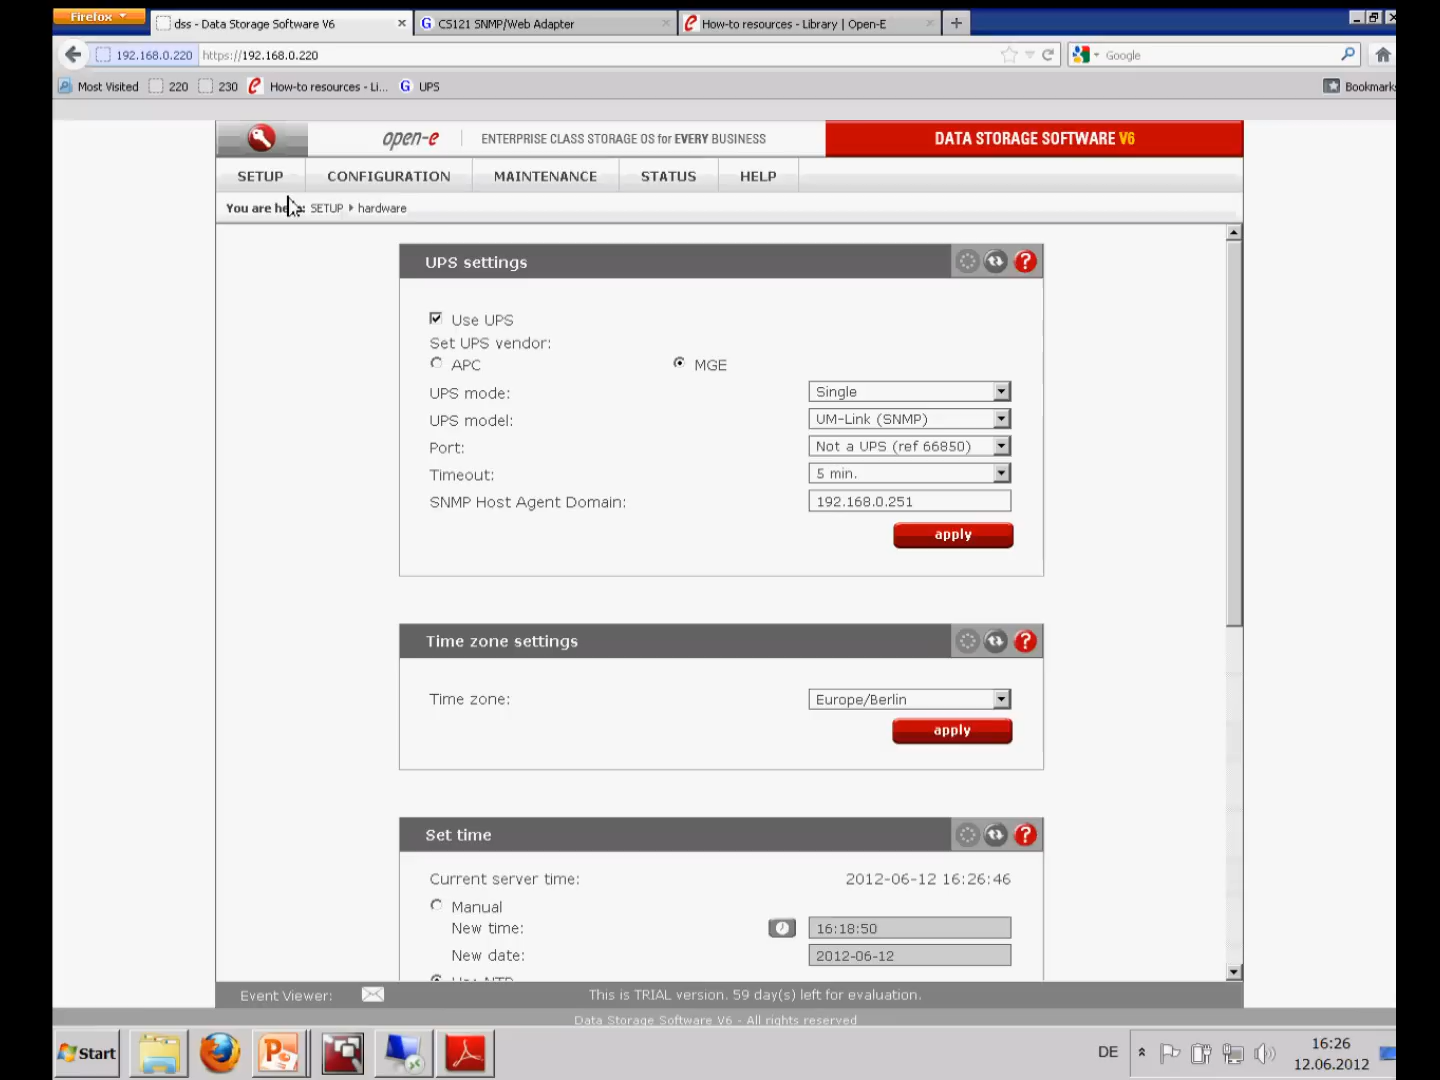 Firefox
dss - Data Storage Software V6
CS121 SNMP/Web Adapter
How-to resources - Library | Open-E
192.168.0.220 https://192.168.0.220
Google
Most Visited 220 230 How-to resources - Li... UPS
Bookmarks
open-e ENTERPRISE CLASS STORAGE OS for EVERY BUSINESS
DATA STORAGE SOFTWARE V6
SETUP CONFIGURATION MAINTENANCE STATUS HELP
You are here: SETUP hardware
UPS settings
Use UPS
Set UPS vendor:
APC MGE
UPS mode: Single
UPS model: UM-Link (SNMP)
Port: Not a UPS (ref 66850)
Timeout: 5 min.
SNMP Host Agent Domain: 192.168.0.251
apply
Time zone settings
Time zone: Europe/Berlin
apply
Set time
Current server time: 2012-06-12 16:26:46
Manual
New time: 16:18:50
New date: 2012-06-12
Use NTP
Event Viewer: This is TRIAL version. 59 day(s) left for evaluation.
Data Storage Software V6 - All rights reserved
Start DE 16:26
12.06.2012